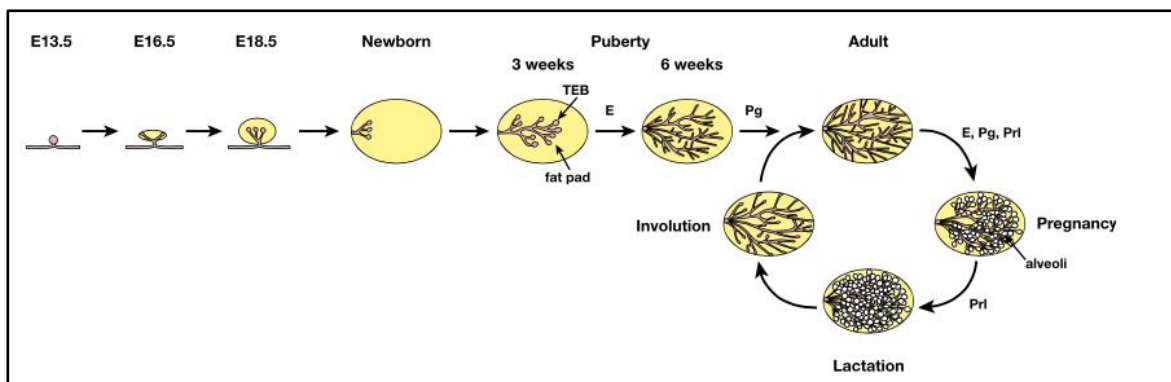 E13.5
E16.5
E18.5
Newborn
Puberty
Adult
3 weeks
6 weeks
TEB
E
Pg
fat pad
E, Pg, Prl
Involution
Pregnancy
alveoli
Prl
Lactation